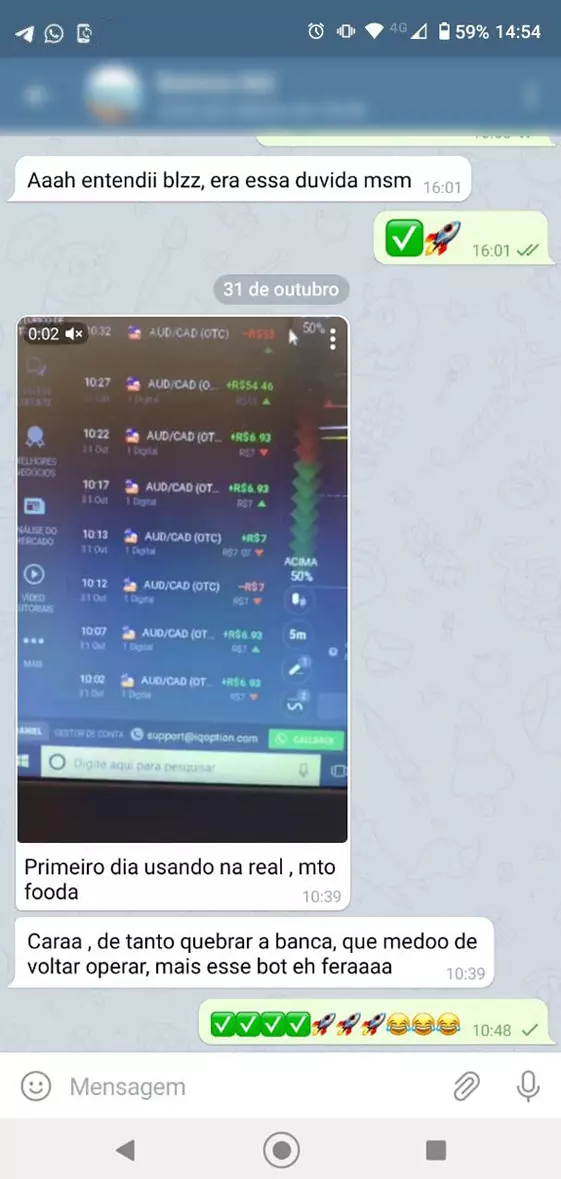 4G 59% 14:54
Aaah entendii blzz, era essa duvida msm 16:01
16:01
31 de outubro
0:02 10:32 AUD/CAD (OTC) -R$53 50%
10:27 AUD/CAD (O... +R$54.46
31 Out 1 Digital
10:22 AUD/CAD (OT... +R$6.93
31 Out 1 Digital R$7
MELHORES
NEGÓCIOS
10:17 AUD/CAD (OT... +R$6.93
31 Out 1 Digital R$7
ANÁLISE DO
MERCADO
10:13 AUD/CAD (OTC) +R$7
31 Out 1 Digital R$7.07
ACIMA
50%
10:12 AUD/CAD (OTC) -R$7
31 Out 1 Digital R$7
VÍDEO
TUTORIAIS
10:07 AUD/CAD (OT... +R$6.93
31 Out 1 Digital R$7
5m
MAIS
10:02 AUD/CAD (OT... +R$6.93
31 Out 1 Digital R$7
GESTOR DE CONTA support@iqoption.com CALLBACK
Digite aqui para pesquisar
Primeiro dia usando na real , mto
fooda 10:39
Caraa , de tanto quebrar a banca, que medoo de
voltar operar, mais esse bot eh feraaaa 10:39
10:48
Mensagem